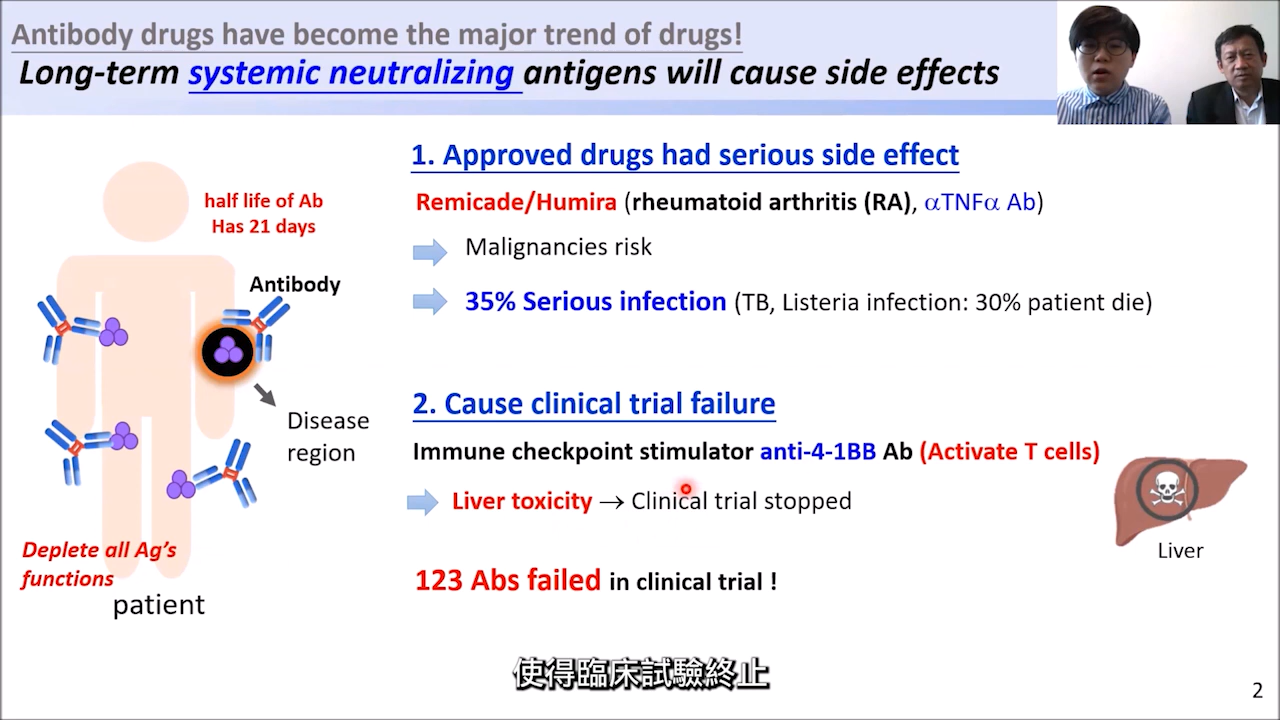 Antibody drugs have become the major trend of drugs!
Long-term systemic neutralizing antigens will cause side effects
half life of Ab
Has 21 days
Antibody
Disease
region
Deplete all Ag's
functions
patient
1. Approved drugs had serious side effect
Remicade/Humira (rheumatoid arthritis (RA), αTNFα Ab)
Malignancies risk
35% Serious infection (TB, Listeria infection: 30% patient die)
2. Cause clinical trial failure
Immune checkpoint stimulator anti-4-1BB Ab (Activate T cells)
Liver toxicity → Clinical trial stopped
Liver
123 Abs failed in clinical trial !
使得臨床試驗終止
2